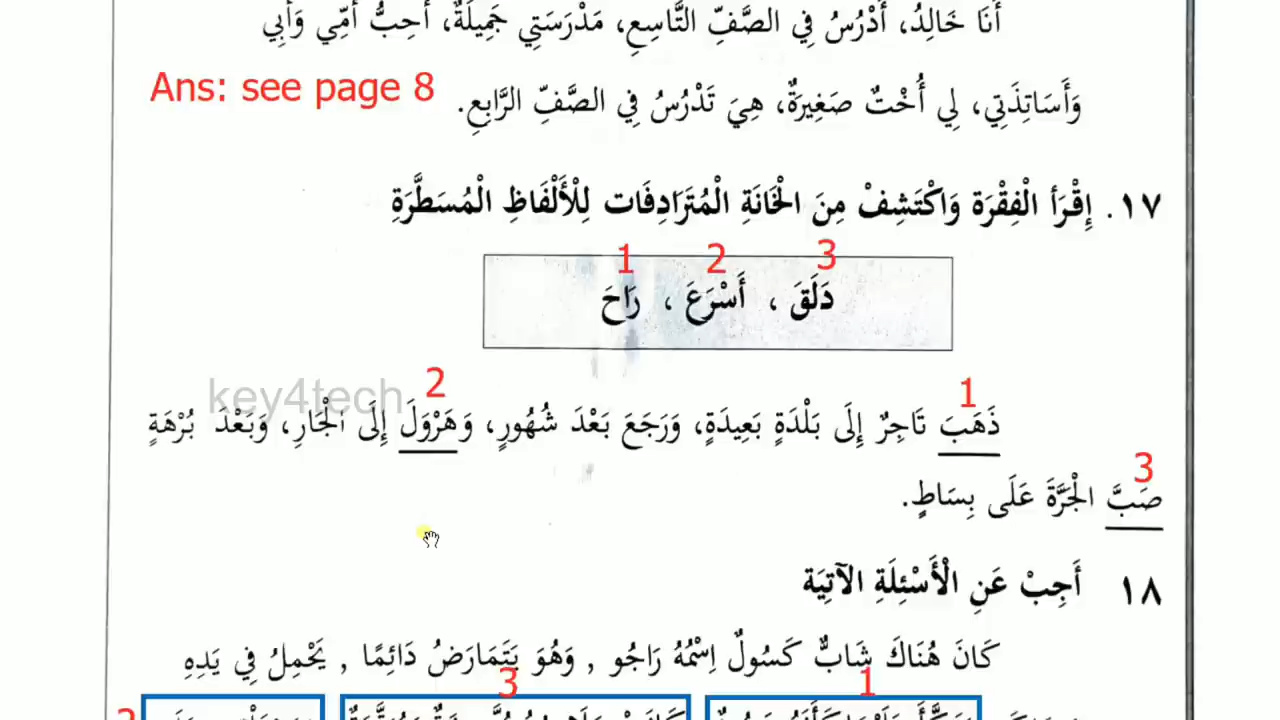 أَنَا خَالِدُ، أَدْرُسُ فِي الصَّفِّ التَّاسِعِ، مَدْرَسَتِي جَمِيلَةٌ، أُحِبُّ أُمِّي وَأَبِي
وَأَسَاتِذَتِي، لِي أُخْتٌ صَغِيرَةٌ، هِيَ تَدْرُسُ فِي الصَّفِّ الرَّابِعِ.
Ans: see page 8
١٧. إِقْرَأ الْفِقْرَة وَاكْتَشِفْ مِنَ الْخَانَةِ الْمُتَرَادِفَات لِلْأَلْفَاظِ الْمُسَطَّرَةِ
3 2 1
دَلَقَ ، أَسْرَعَ ، رَاحَ
key4tech
1 2
ذَهَبَ تَاجِرٌ إِلَى بَلْدَةٍ بَعِيدَةٍ، وَرَجَعَ بَعْدَ شُهُورٍ، وَهَرْوَلَ إِلَى الْجَارِ، وَبَعْدَ بُرْهَةٍ
3
صَبَّ الْجَرَّةَ عَلَى بِسَاطٍ.
١٨ أَجِبْ عَنِ الْأَسْئِلَةِ الآتِيَة
كَانَ هُنَاكَ شَابٌّ كَسُولٌ اِسْمُهُ رَاجُو , وَهُوَ يَتَمَارَضُ دَائِمًا , يَحْمِلُ فِي يَدِهِ
1 3